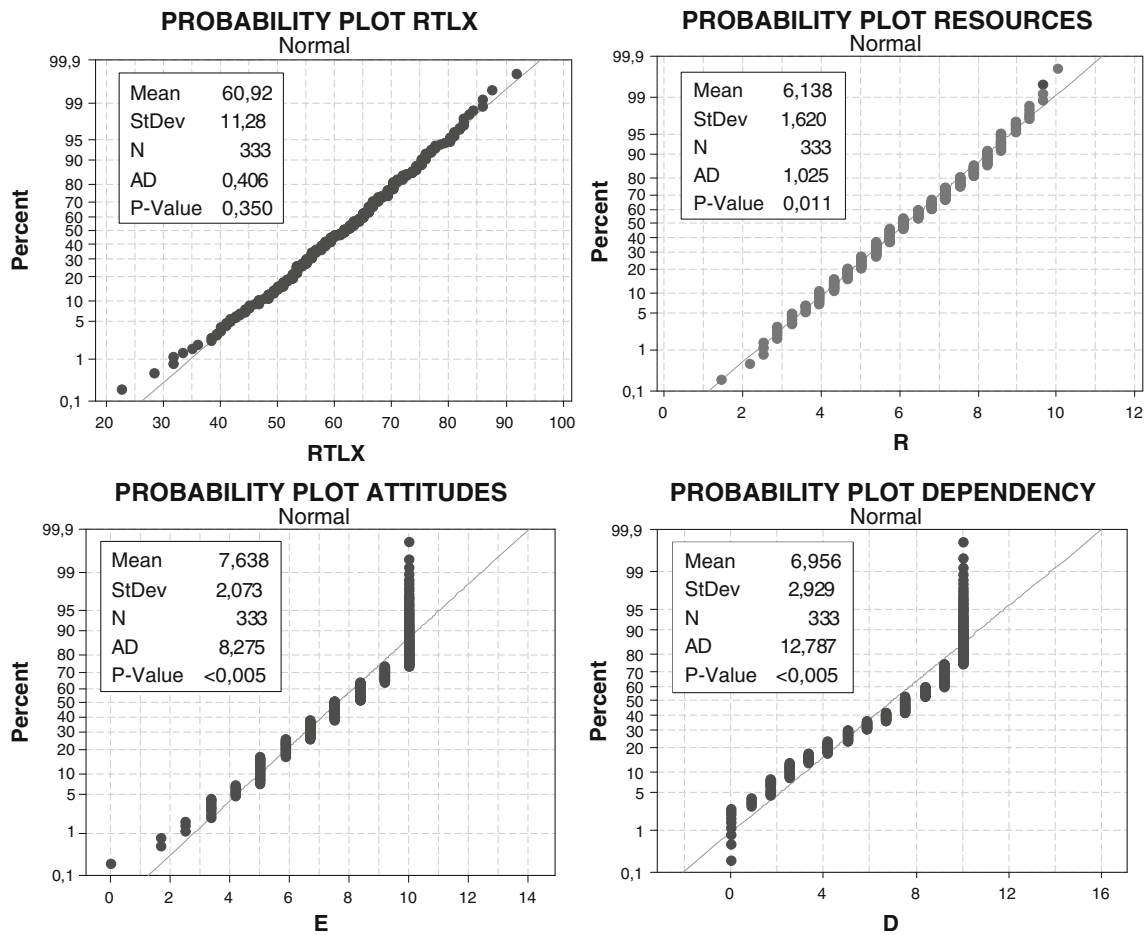 PROBABILITY PLOT RTLX
Normal
99,9
99
95
90
80
70
60
50
40
30
20
10
5
1
0,1
Percent
Mean 60,92
StDev 11,28
N 333
AD 0,406
P-Value 0,350
20 30 40 50 60 70 80 90 100
RTLX
PROBABILITY PLOT RESOURCES
Normal
99,9
99
95
90
80
70
60
50
40
30
20
10
5
1
0,1
Percent
Mean 6,138
StDev 1,620
N 333
AD 1,025
P-Value 0,011
0 2 4 6 8 10 12
R
PROBABILITY PLOT ATTITUDES
Normal
99,9
99
95
90
80
70
60
50
40
30
20
10
5
1
0,1
Percent
Mean 7,638
StDev 2,073
N 333
AD 8,275
P-Value <0,005
0 2 4 6 8 10 12 14
E
PROBABILITY PLOT DEPENDENCY
Normal
99,9
99
95
90
80
70
60
50
40
30
20
10
5
1
0,1
Percent
Mean 6,956
StDev 2,929
N 333
AD 12,787
P-Value <0,005
0 4 8 12 16
D